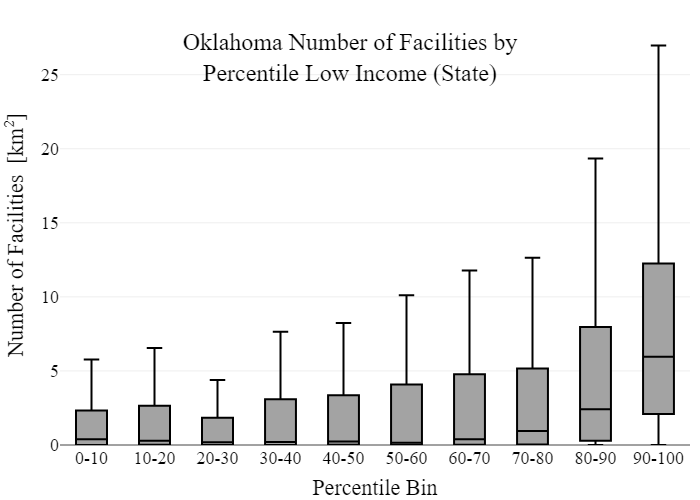 Oklahoma Number of Facilities by
Percentile Low Income (State)
Number of Facilities [km²]
25
20
15
10
5
0
0-10 10-20 20-30 30-40 40-50 50-60 60-70 70-80 80-90 90-100
Percentile Bin